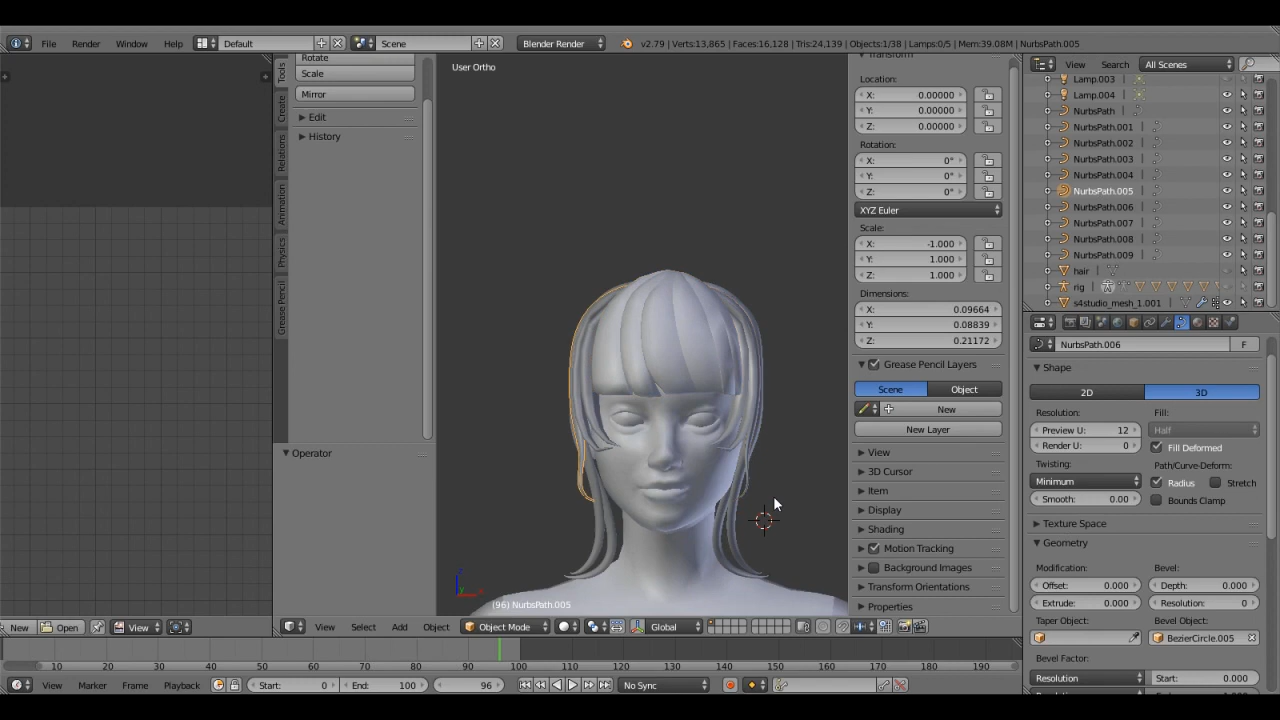 File Render Window Help Default Scene Blender Render v2.79 | Verts:13,865 | Faces:16,128 | Tris:24,139 | Objects:1/38 | Lamps:0/5 | Mem:39.08M | NurbsPath.005
Rotate
Scale
Mirror
Edit
History
Operator
Tools
Create
Relations
Animation
Physics
Grease Pencil
User Ortho
(96) NurbsPath.005
Transform
Location:
X: 0.00000
Y: 0.00000
Z: 0.00000
Rotation:
X: 0°
Y: 0°
Z: 0°
XYZ Euler
Scale:
X: -1.000
Y: 1.000
Z: 1.000
Dimensions:
X: 0.09664
Y: 0.08839
Z: 0.21172
Grease Pencil Layers
Scene Object
New
New Layer
View
3D Cursor
Item
Display
Shading
Motion Tracking
Background Images
Transform Orientations
Properties
View Search All Scenes
Lamp.003
Lamp.004
NurbsPath
NurbsPath.001
NurbsPath.002
NurbsPath.003
NurbsPath.004
NurbsPath.005
NurbsPath.006
NurbsPath.007
NurbsPath.008
NurbsPath.009
hair
rig
s4studio_mesh_1.001
NurbsPath.006 F
Shape
2D 3D
Resolution: Fill:
Preview U: 12 Half
Render U: 0 Fill Deformed
Twisting: Path/Curve-Deform:
Minimum Radius Stretch
Smooth: 0.00 Bounds Clamp
Texture Space
Geometry
Modification: Bevel:
Offset: 0.000 Depth: 0.000
Extrude: 0.000 Resolution: 0
Taper Object: Bevel Object:
BezierCircle.005
Bevel Factor:
Resolution Start: 0.000
New Open View
View Select Add Object Object Mode Global
10 20 30 40 50 60 70 80 90 100 110 120 130 140 150 160 170 180 190
View Marker Frame Playback Start: 0 End: 100 96 No Sync